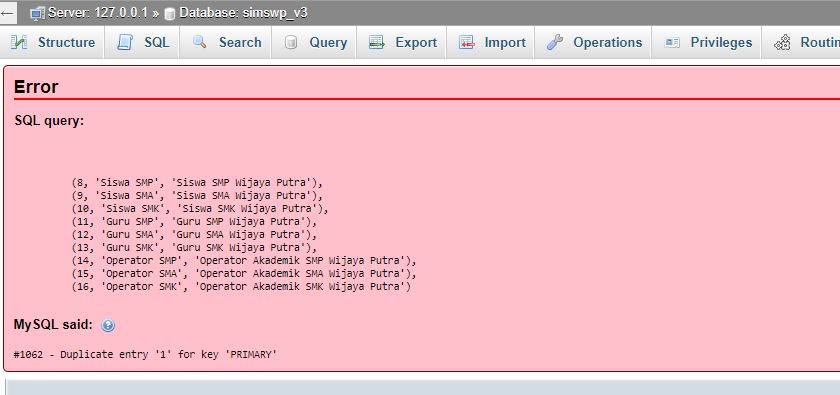 ← Server: 127.0.0.1 » Database: simswp_v3
Structure SQL Search Query Export Import Operations Privileges Routin
Error
SQL query:
(8, 'Siswa SMP', 'Siswa SMP Wijaya Putra'),
(9, 'Siswa SMA', 'Siswa SMA Wijaya Putra'),
(10, 'Siswa SMK', 'Siswa SMK Wijaya Putra'),
(11, 'Guru SMP', 'Guru SMP Wijaya Putra'),
(12, 'Guru SMA', 'Guru SMA Wijaya Putra'),
(13, 'Guru SMK', 'Guru SMK Wijaya Putra'),
(14, 'Operator SMP', 'Operator Akademik SMP Wijaya Putra'),
(15, 'Operator SMA', 'Operator Akademik SMA Wijaya Putra'),
(16, 'Operator SMK', 'Operator Akademik SMK Wijaya Putra')
MySQL said:
#1062 - Duplicate entry '1' for key 'PRIMARY'